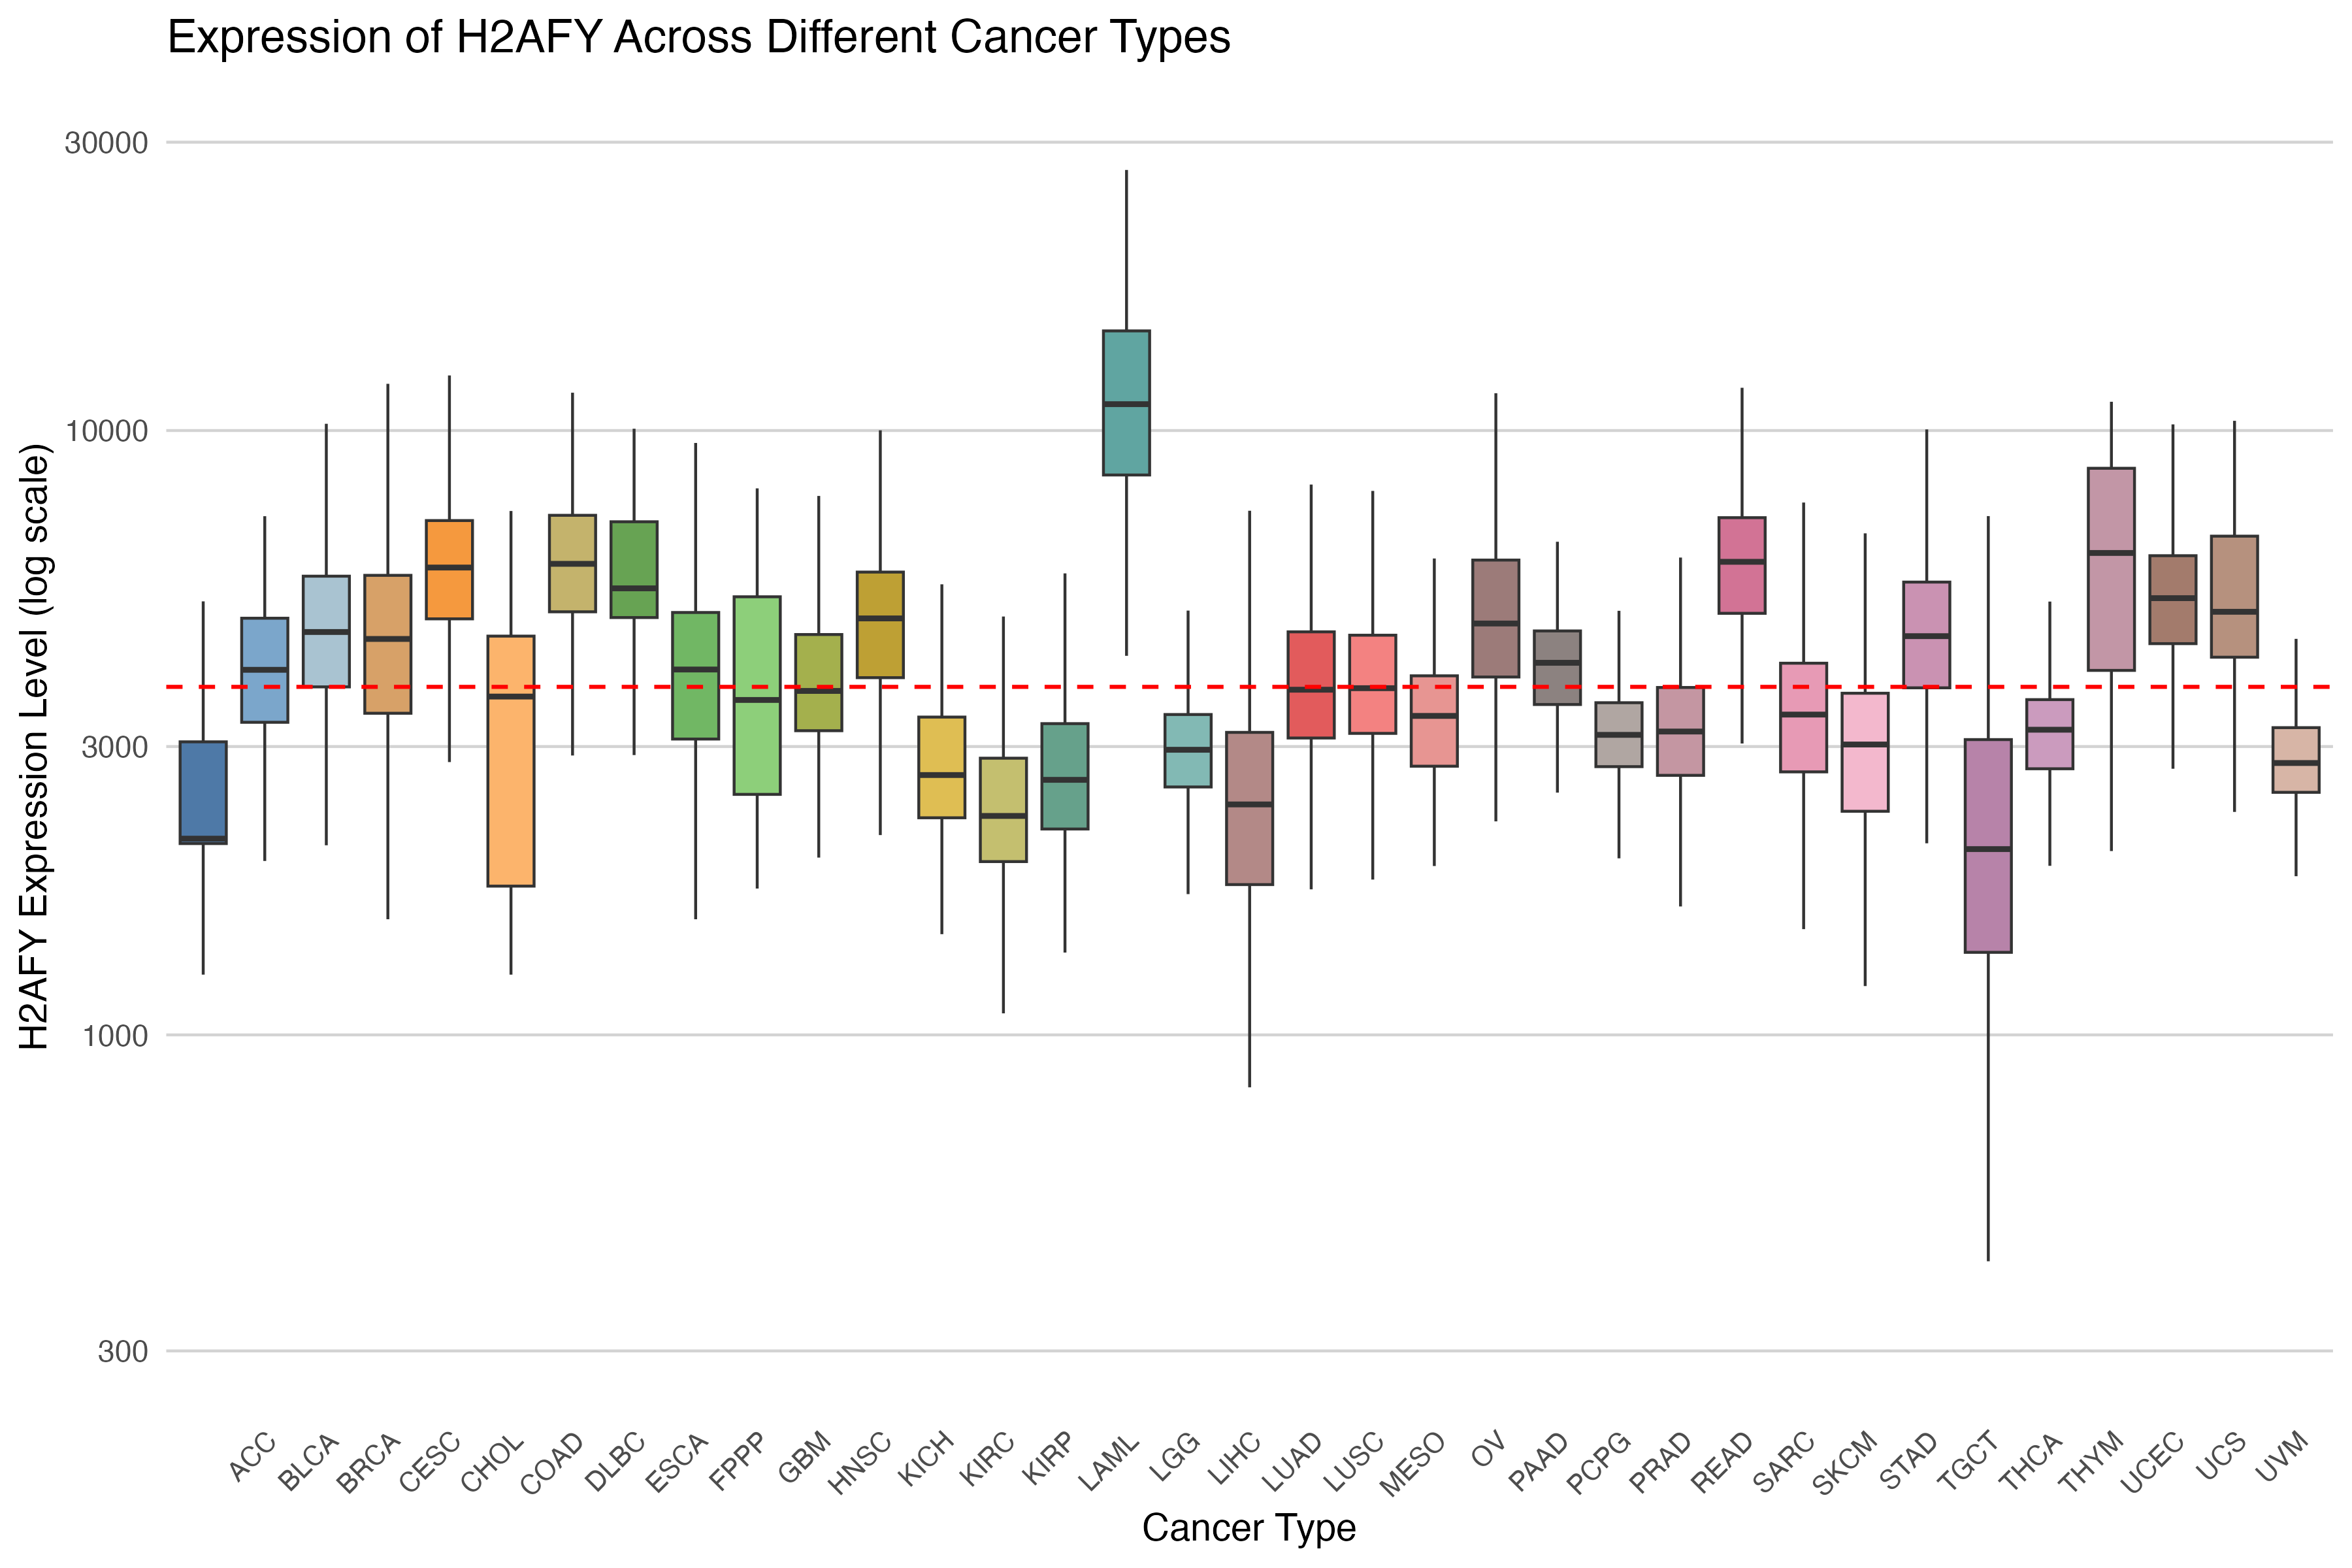 Expression of H2AFY Across Different Cancer Types
30000
10000
3000
1000
300
H2AFY Expression Level (log scale)
ACC
BLCA
BRCA
CESC
CHOL
COAD
DLBC
ESCA
FPPP
GBM
HNSC
KICH
KIRC
KIRP
LAML
LGG
LIHC
LUAD
LUSC
MESO
OV
PAAD
PCPG
PRAD
READ
SARC
SKCM
STAD
TGCT
THCA
THYM
UCEC
UCS
UVM
Cancer Type